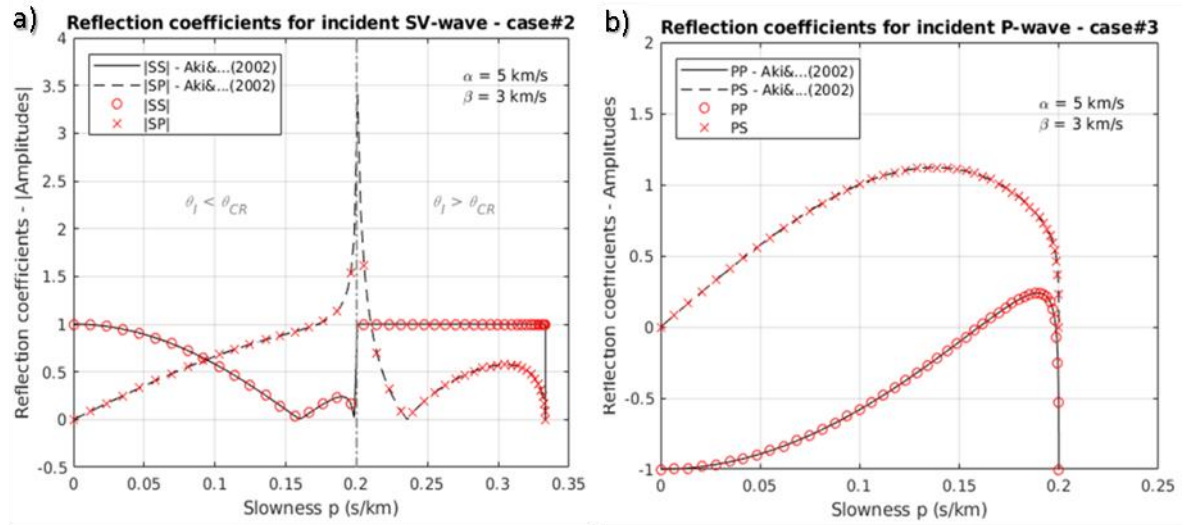 a)
Reflection coefficients for incident SV-wave - case#2
4
3.5
3
2.5
2
1.5
1
0.5
0
-0.5
Reflection coefficients - |Amplitudes|
|SS| - Aki&...(2002)
|SP| - Aki&...(2002)
|SS|
|SP|
α = 5 km/s
β = 3 km/s
θI < θCR
θI > θCR
0
0.05
0.1
0.15
0.2
0.25
0.3
0.35
Slowness p (s/km)
b)
Reflection coefficients for incident P-wave - case#3
2
1.5
1
0.5
0
-0.5
-1
Reflection coefficients - Amplitudes
PP - Aki&...(2002)
PS - Aki&...(2002)
PP
PS
α = 5 km/s
β = 3 km/s
0
0.05
0.1
0.15
0.2
0.25
Slowness p (s/km)